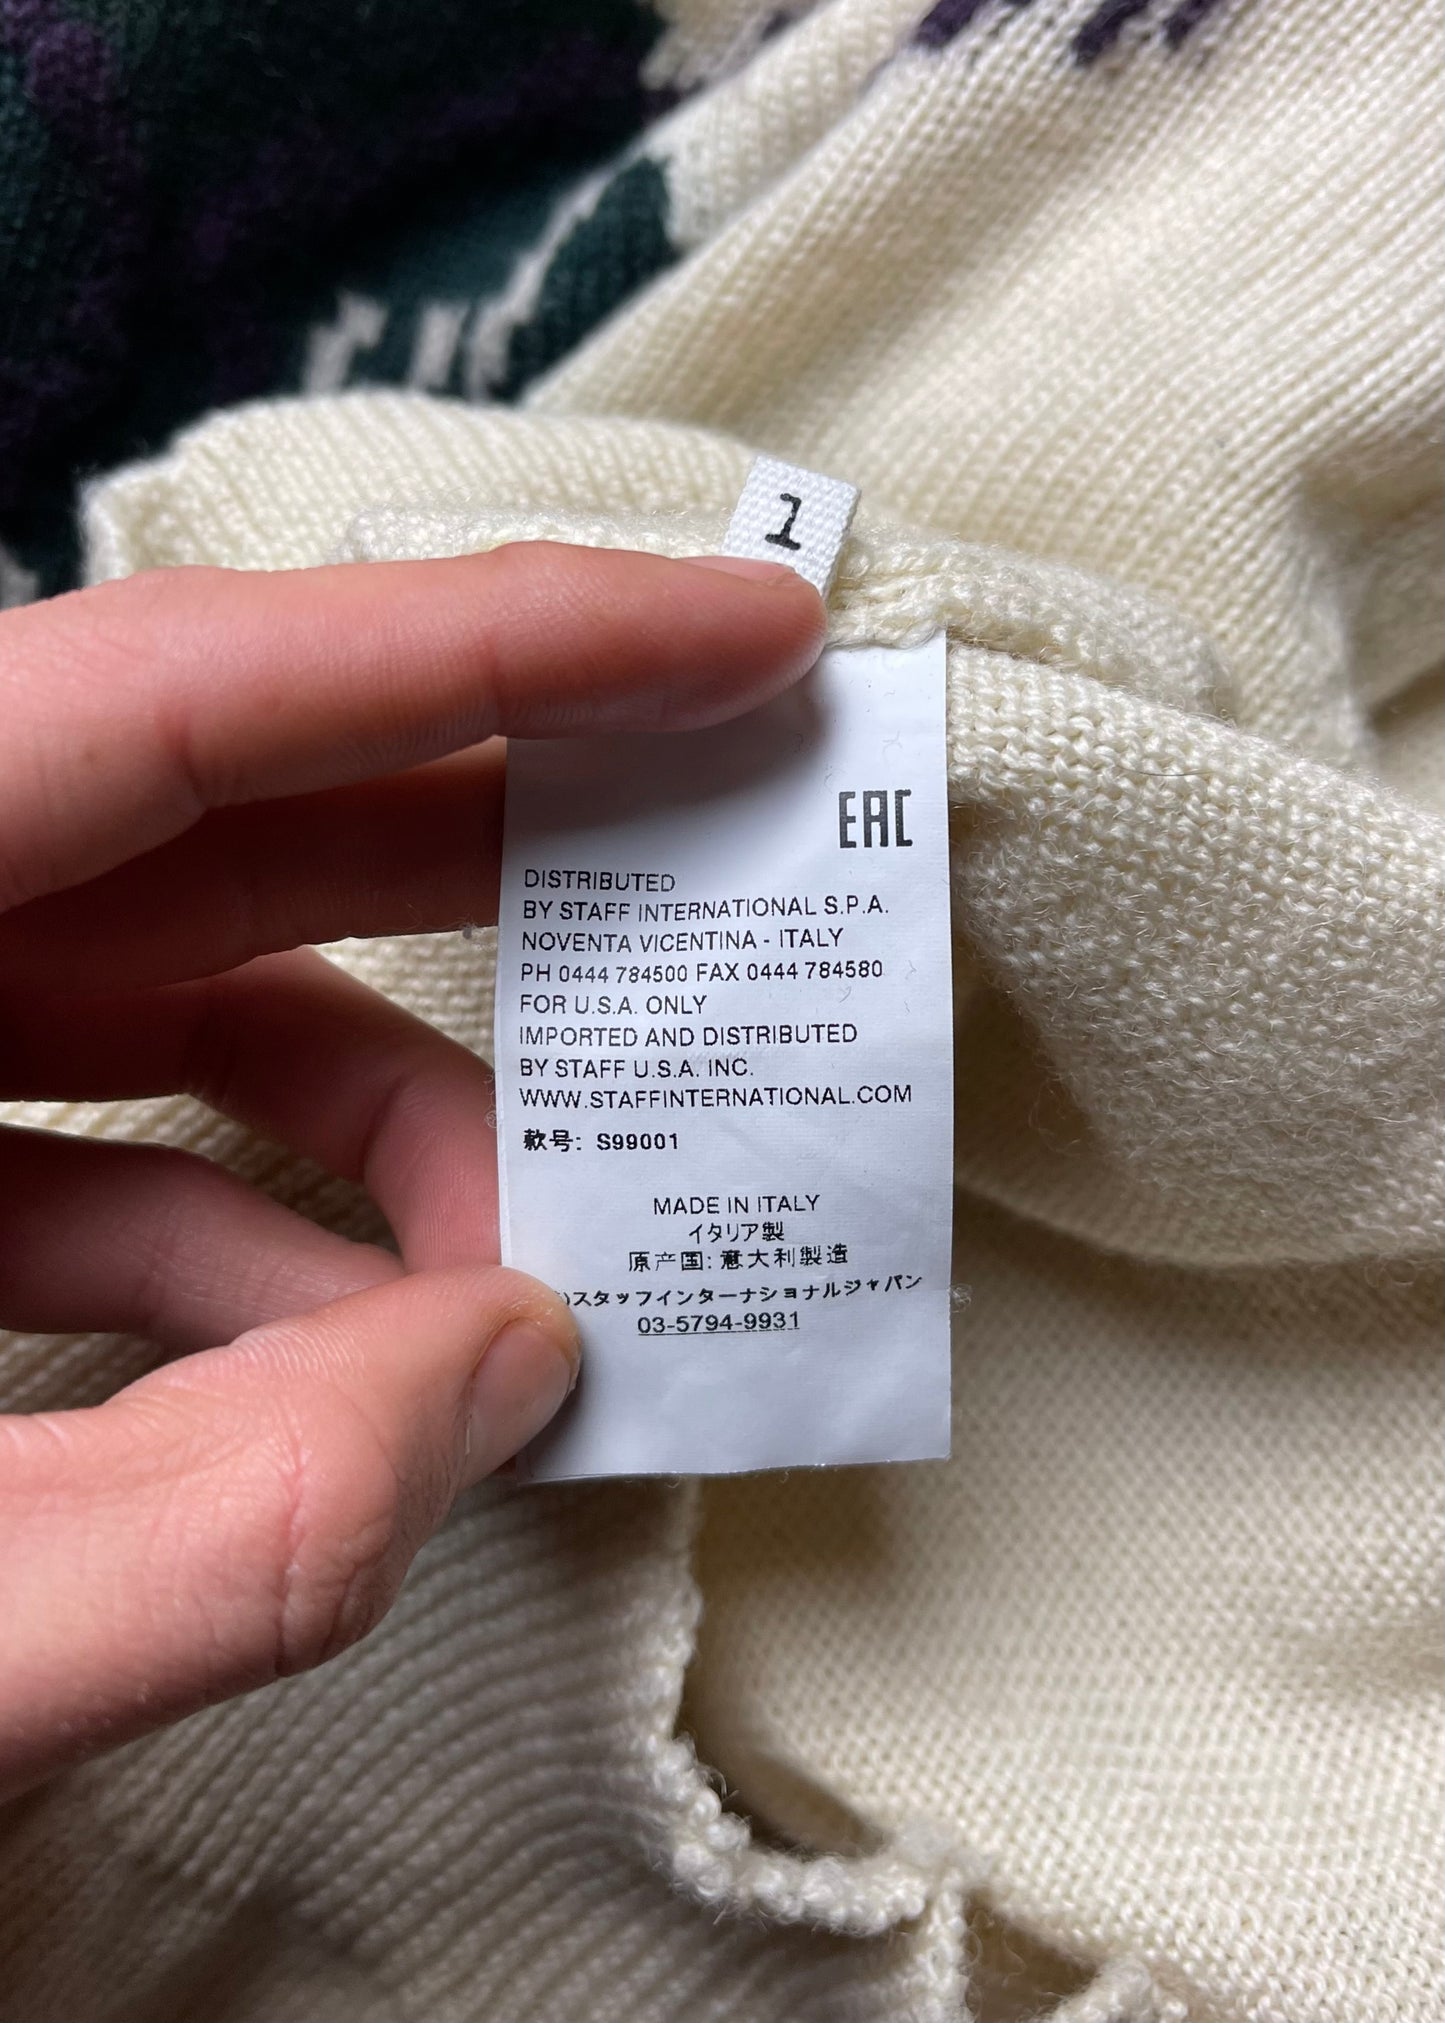 1
EAC
DISTRIBUTED
BY STAFF INTERNATIONAL S.P.A.
NOVENTA VICENTINA - ITALY
PH 0444 784500 FAX 0444 784580
FOR U.S.A. ONLY
IMPORTED AND DISTRIBUTED
BY STAFF U.S.A. INC.
WWW.STAFFINTERNATIONAL.COM
款号: S99001
MADE IN ITALY
イタリア製
原产国: 意大利製造
)スタッフインターナショナルジャパン
03-5794-9931